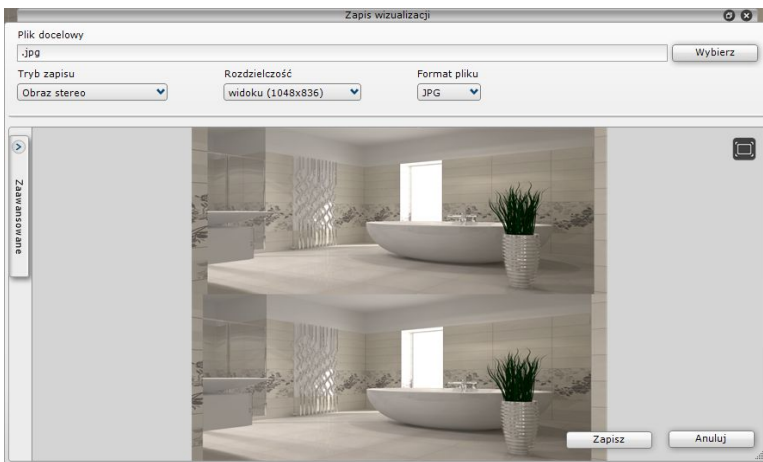 Zapis wizualizacji
Plik docelowy
.jpg
Wybierz
Tryb zapisu
Rozdzielczość
Format pliku
Obraz stereo
widoku (1048x836)
JPG
Zaawansowane
Zapisz
Anuluj